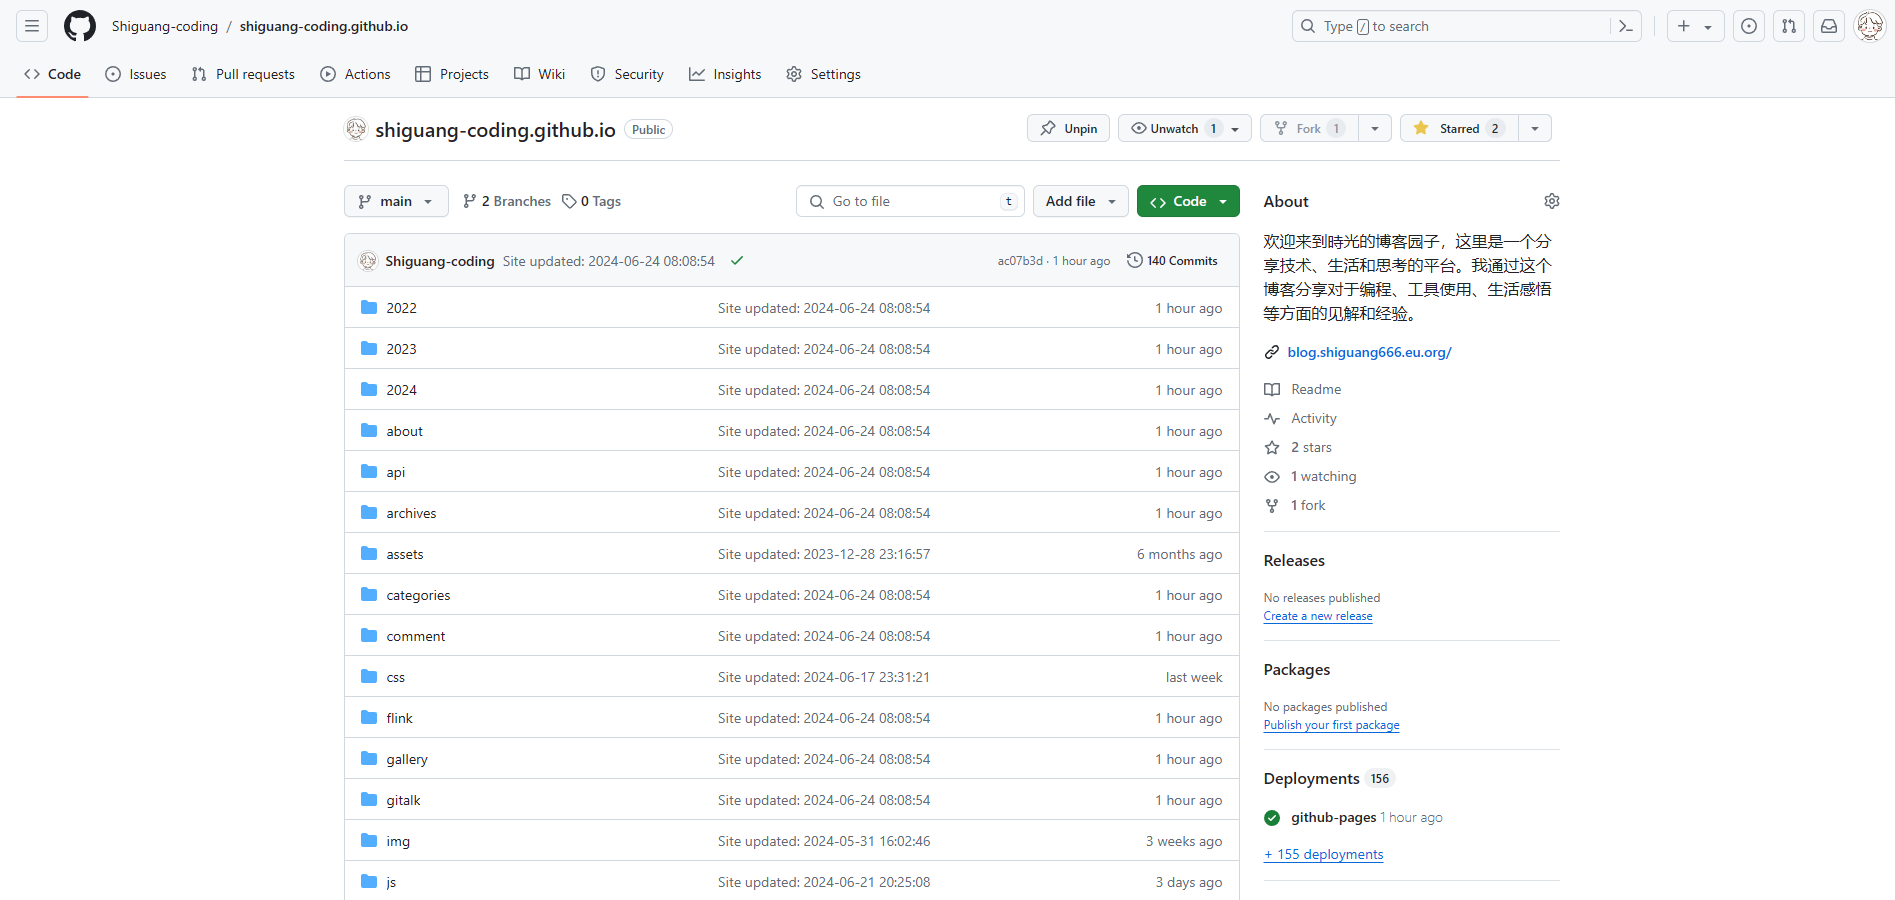 Shiguang-coding / shiguang-coding.github.io
Type / to search
Code Issues Pull requests Actions Projects Wiki Security Insights Settings
shiguang-coding.github.io Public
Unpin Unwatch 1 Fork 1 Starred 2
main 2 Branches 0 Tags Go to file t Add file Code
Shiguang-coding Site updated: 2024-06-24 08:08:54 ac07b3d · 1 hour ago 140 Commits
2022 Site updated: 2024-06-24 08:08:54 1 hour ago
2023 Site updated: 2024-06-24 08:08:54 1 hour ago
2024 Site updated: 2024-06-24 08:08:54 1 hour ago
about Site updated: 2024-06-24 08:08:54 1 hour ago
api Site updated: 2024-06-24 08:08:54 1 hour ago
archives Site updated: 2024-06-24 08:08:54 1 hour ago
assets Site updated: 2023-12-28 23:16:57 6 months ago
categories Site updated: 2024-06-24 08:08:54 1 hour ago
comment Site updated: 2024-06-24 08:08:54 1 hour ago
css Site updated: 2024-06-17 23:31:21 last week
flink Site updated: 2024-06-24 08:08:54 1 hour ago
gallery Site updated: 2024-06-24 08:08:54 1 hour ago
gitalk Site updated: 2024-06-24 08:08:54 1 hour ago
img Site updated: 2024-05-31 16:02:46 3 weeks ago
js Site updated: 2024-06-21 20:25:08 3 days ago
About
欢迎来到時光的博客园子，这里是一个分
享技术、生活和思考的平台。我通过这个
博客分享对于编程、工具使用、生活感悟
等方面的见解和经验。
blog.shiguang666.eu.org/
Readme
Activity
2 stars
1 watching
1 fork
Releases
No releases published
Create a new release
Packages
No packages published
Publish your first package
Deployments 156
github-pages 1 hour ago
+ 155 deployments